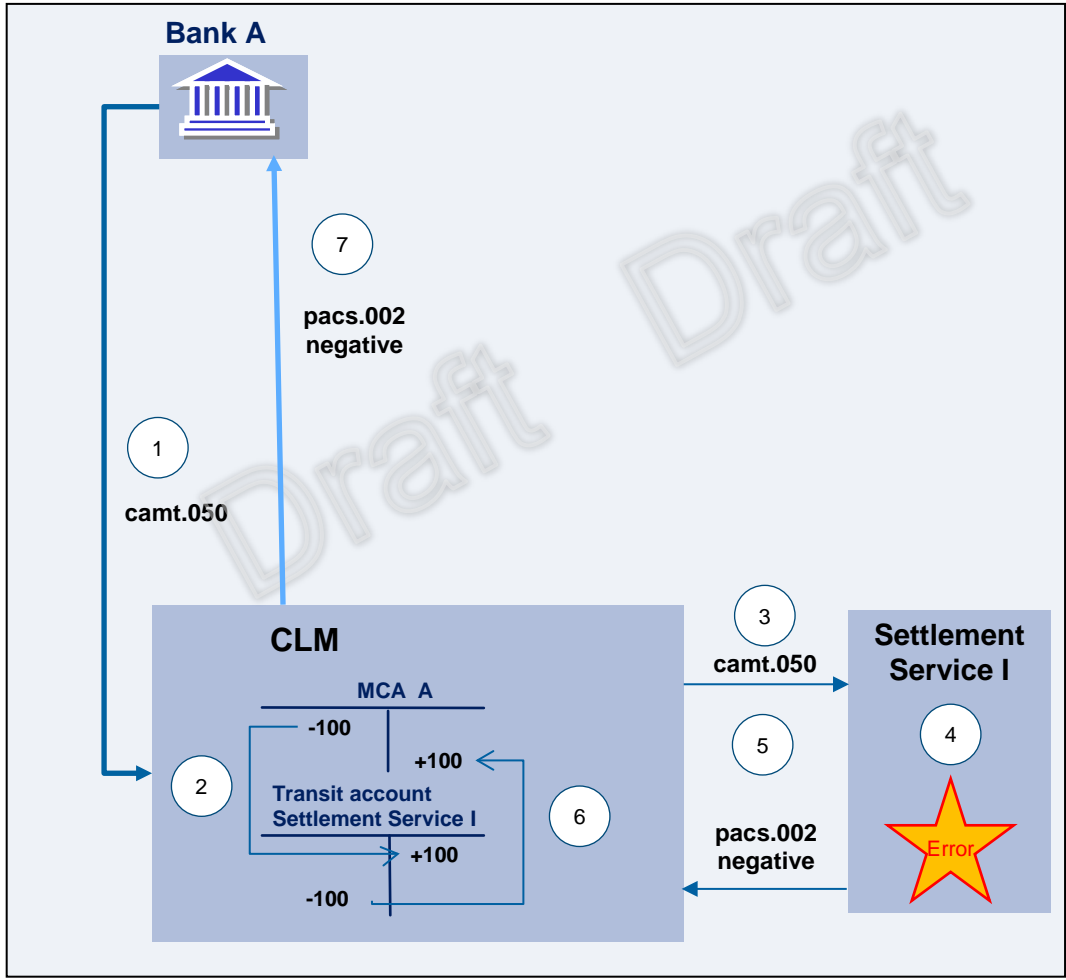 Bank A
7
pacs.002
negative
Draft
Draft
1
camt.050
CLM
MCA A
-100
+100
2
Transit account
Settlement Service I
+100
-100
6
3
camt.050
5
pacs.002
negative
Settlement
Service I
4
Error